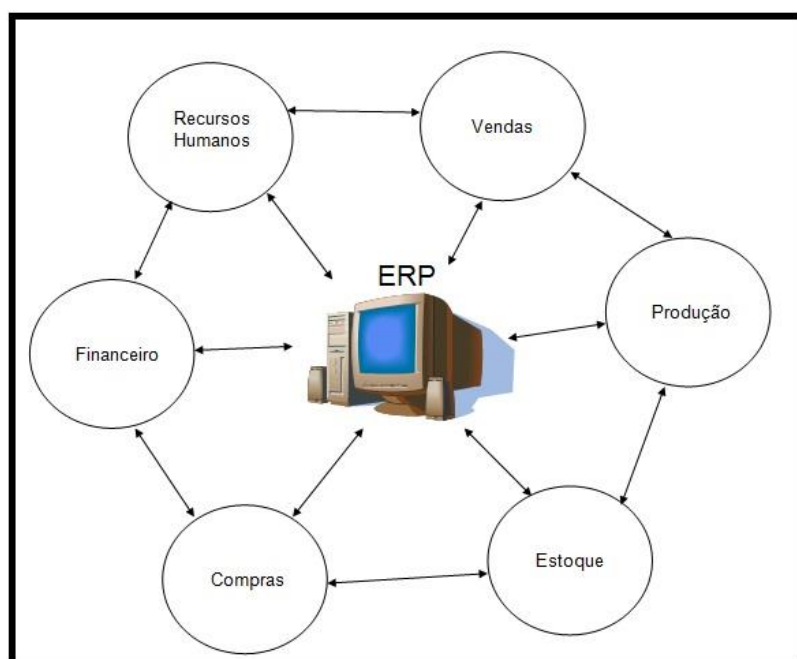 Recursos
Humanos
Vendas
ERP
Produção
Financeiro
Estoque
Compras